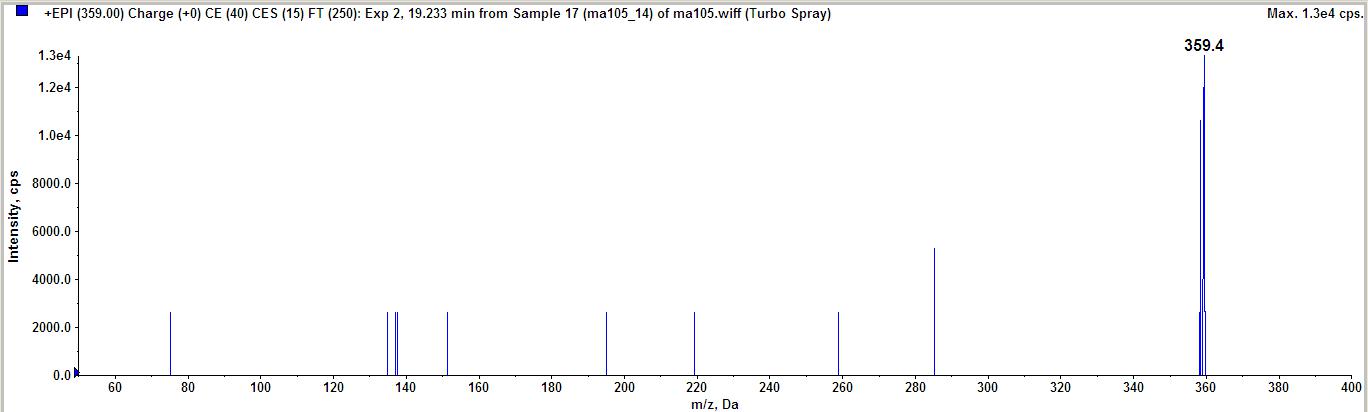 +EPI (359.00) Charge (+0) CE (40) CES (15) FT (250): Exp 2, 19.233 min from Sample 17 (ma105_14) of ma105.wiff (Turbo Spray)
Max. 1.3e4 cps.
359.4
1.3e4
1.2e4
1.0e4
8000.0
6000.0
4000.0
2000.0
0.0
Intensity, cps
60 80 100 120 140 160 180 200 220 240 260 280 300 320 340 360 380 400
m/z, Da